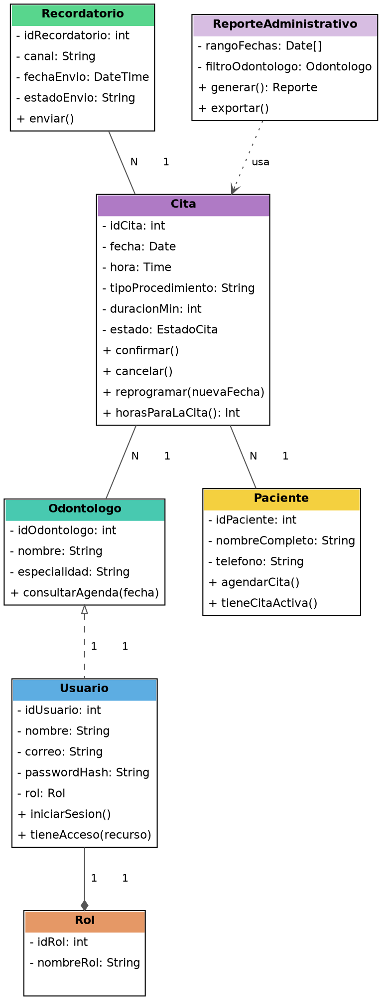 Recordatorio
- idRecordatorio: int
- canal: String
- fechaEnvio: DateTime
- estadoEnvio: String
+ enviar()
ReporteAdministrativo
- rangoFechas: Date[]
- filtroOdontologo: Odontologo
+ generar(): Reporte
+ exportar()
N 1
usa
Cita
- idCita: int
- fecha: Date
- hora: Time
- tipoProcedimiento: String
- duracionMin: int
- estado: EstadoCita
+ confirmar()
+ cancelar()
+ reprogramar(nuevaFecha)
+ horasParaLaCita(): int
N 1
N 1
Odontologo
- idOdontologo: int
- nombre: String
- especialidad: String
+ consultarAgenda(fecha)
Paciente
- idPaciente: int
- nombreCompleto: String
- telefono: String
+ agendarCita()
+ tieneCitaActiva()
1 1
Usuario
- idUsuario: int
- nombre: String
- correo: String
- passwordHash: String
- rol: Rol
+ iniciarSesion()
+ tieneAcceso(recurso)
1 1
Rol
- idRol: int
- nombreRol: String